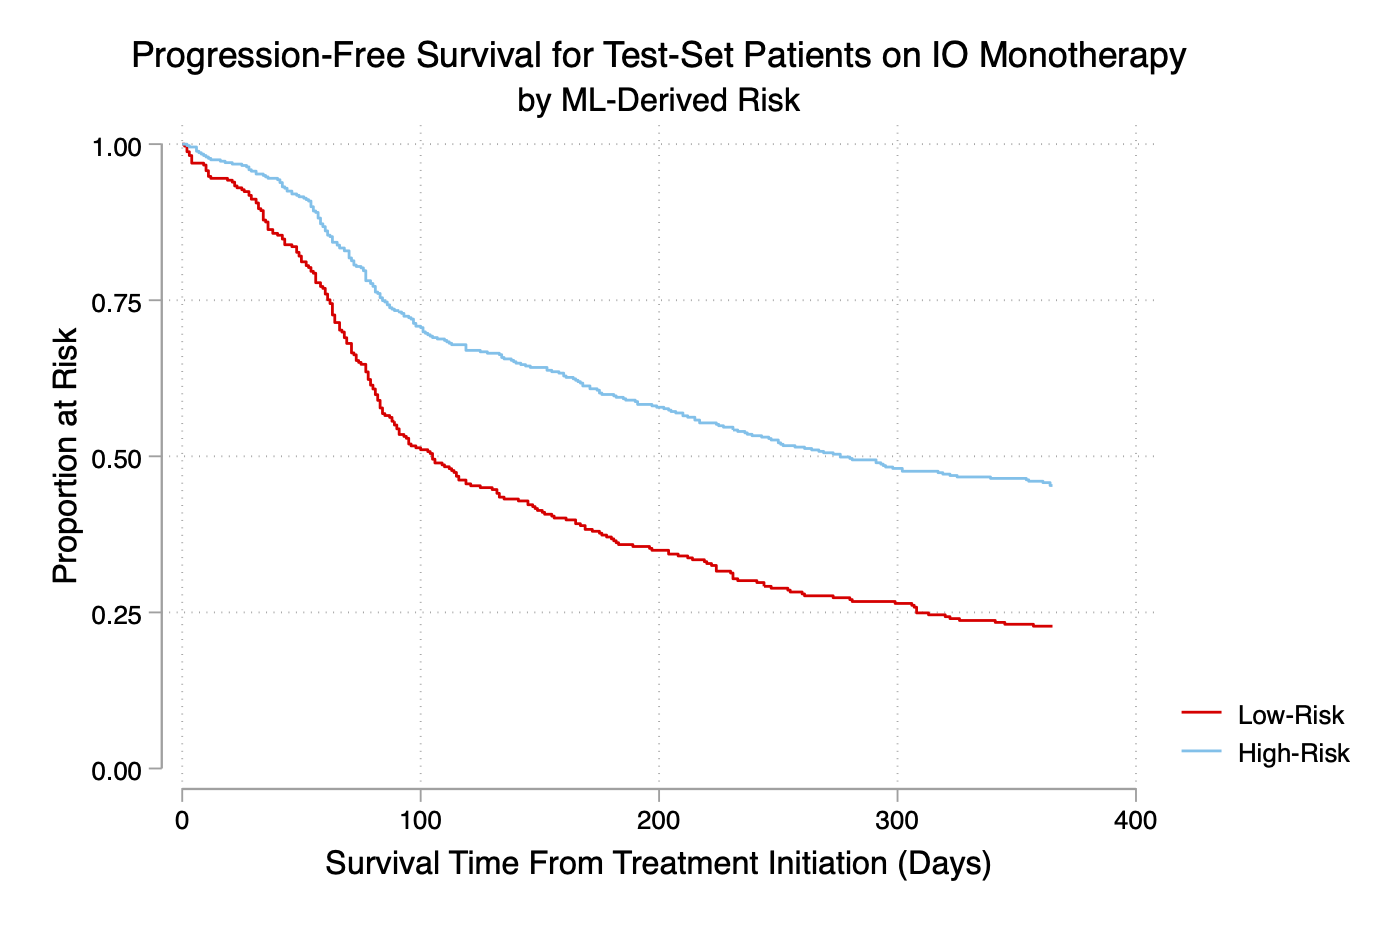 Progression-Free Survival for Test-Set Patients on IO Monotherapy
by ML-Derived Risk
Proportion at Risk
1.00
0.75
0.50
0.25
0.00
0 100 200 300 400
Survival Time From Treatment Initiation (Days)
Low-Risk
High-Risk